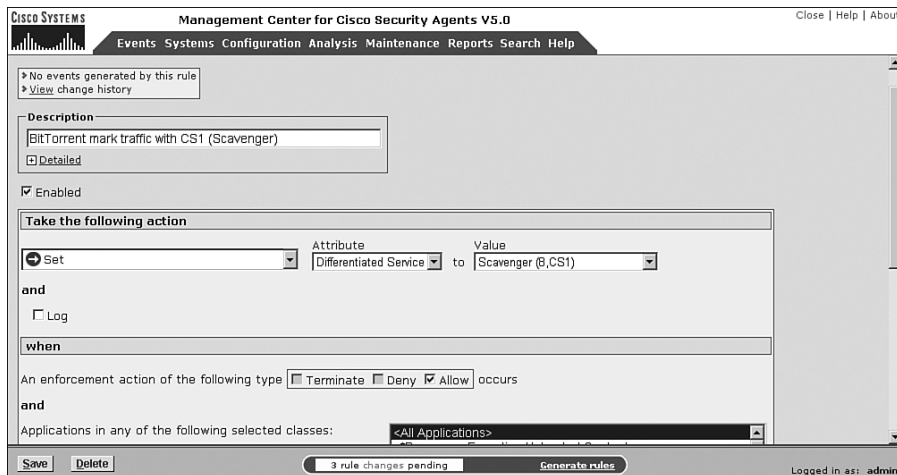 CISCO SYSTEMS
Management Center for Cisco Security Agents V5.0
Close | Help | About
Events Systems Configuration Analysis Maintenance Reports Search Help
No events generated by this rule
View change history
Description
BitTorrent mark traffic with CS1 (Scavenger)
Detailed
Enabled
Take the following action
Attribute Value
Set Differentiated Service to Scavenger (8,CS1)
and
Log
when
An enforcement action of the following type Terminate Deny Allow occurs
and
Applications in any of the following selected classes: <All Applications>
Save Delete 3 rule changes pending Generate rules Logged in as: admin